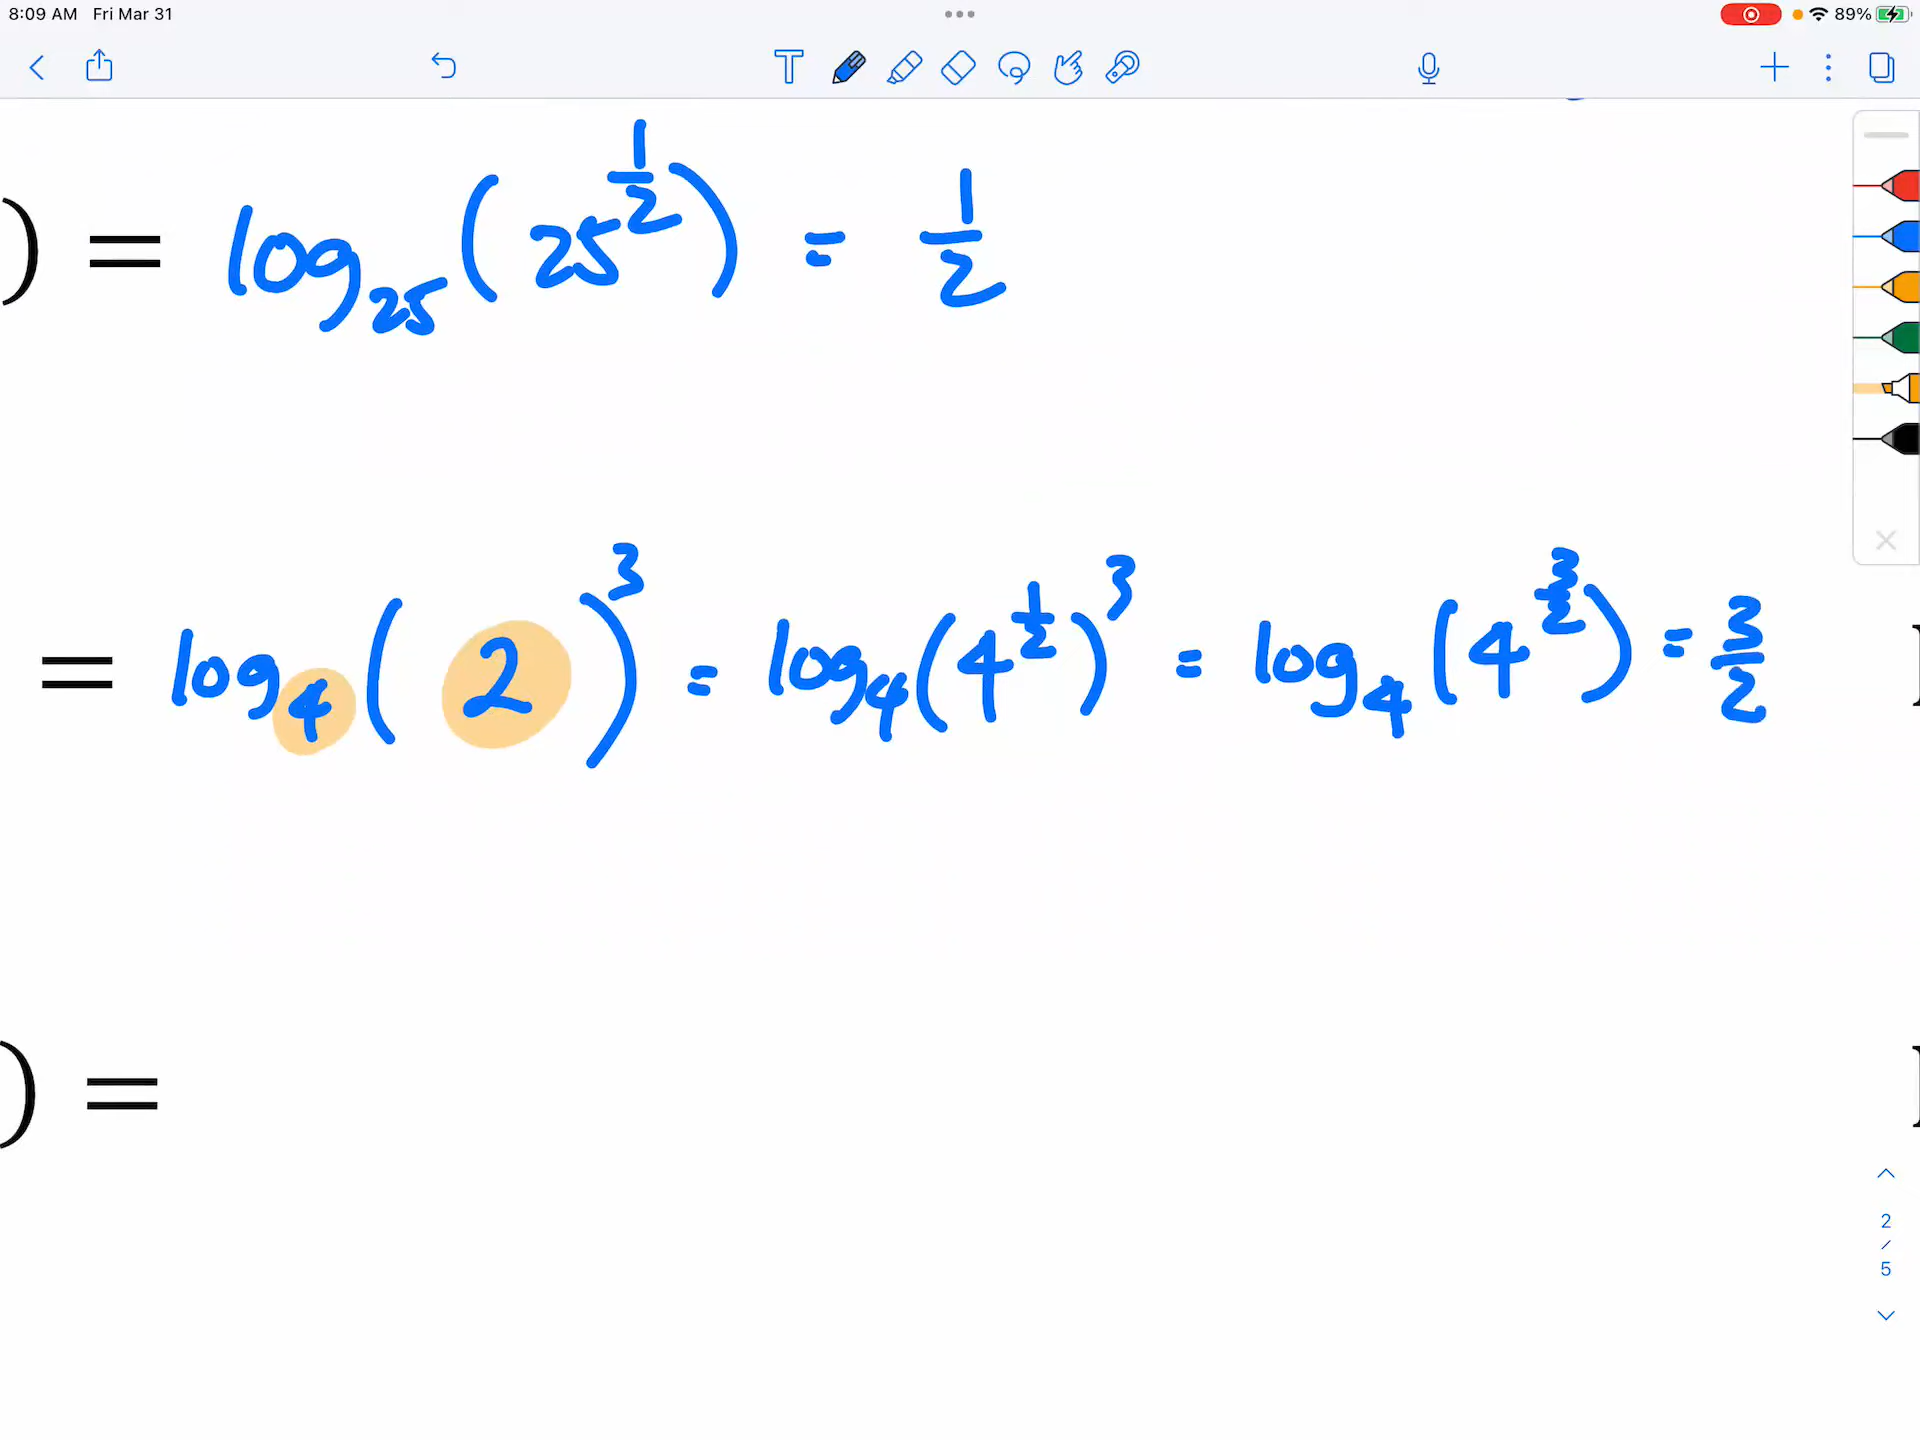 8:09 AM Fri Mar 31 89%
) = log₂₅(25^(1/2)) = 1/2
= log₄(2)³ = log₄(4^(1/2))³ = log₄(4^(3/2)) = 3/2
) =
2
/
5